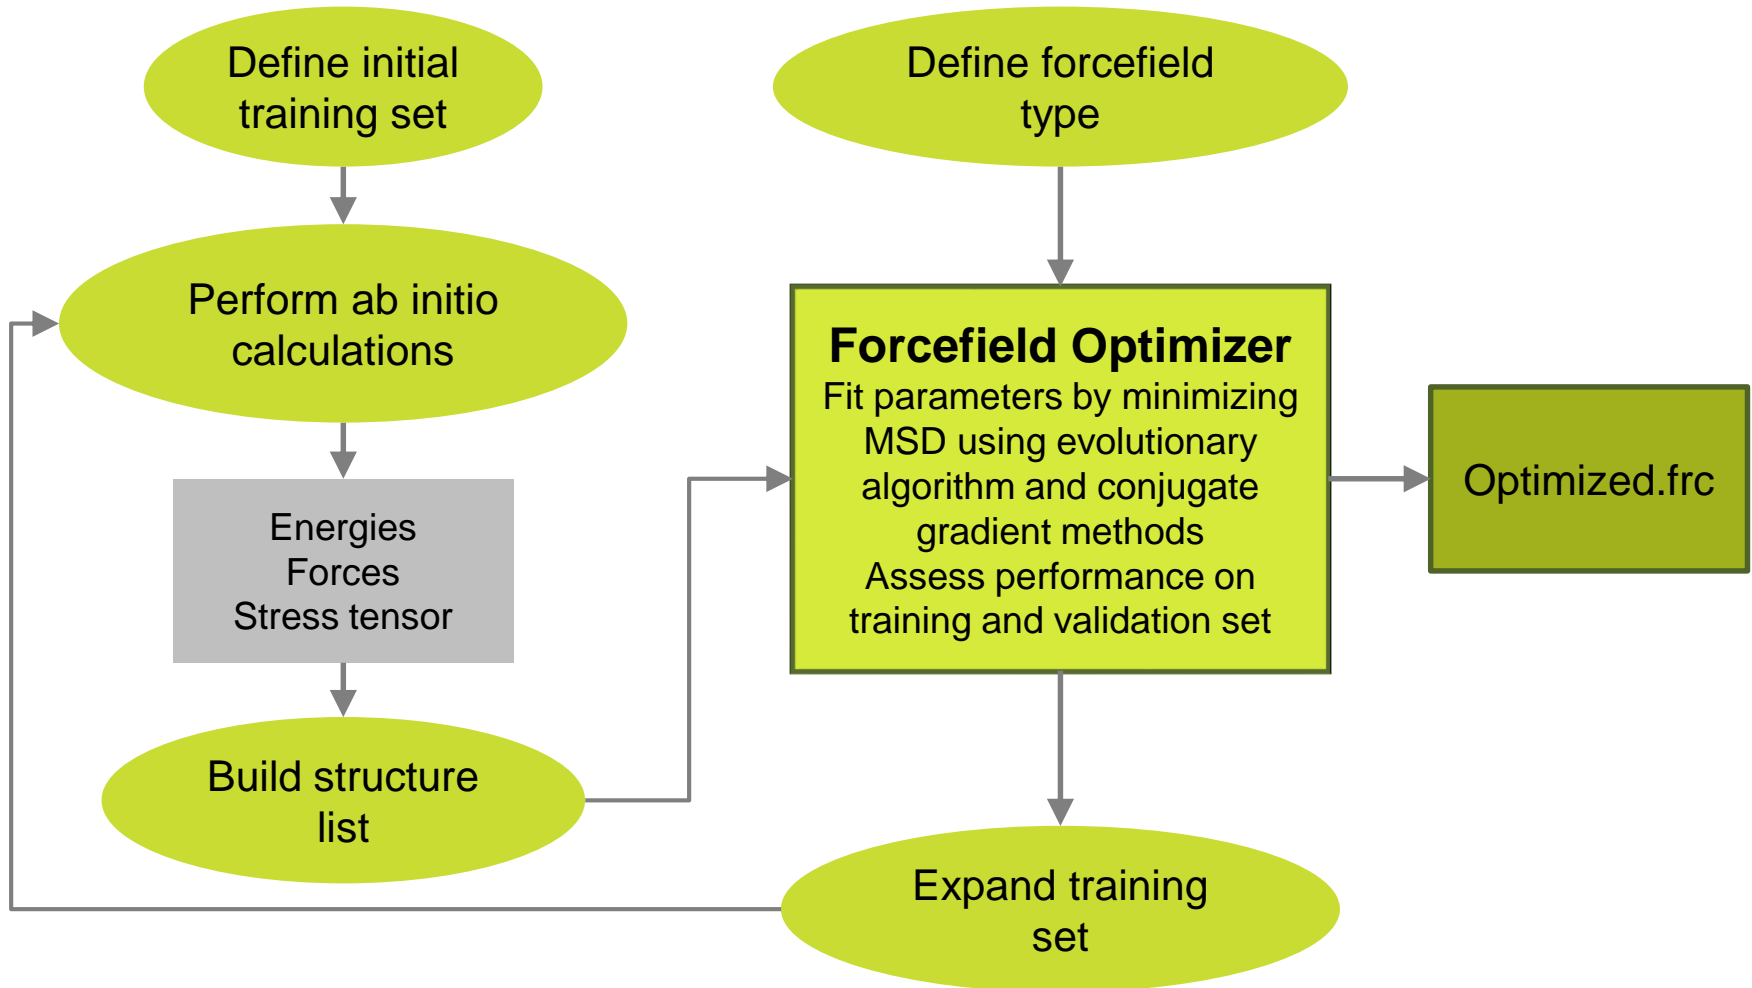 Define initial
training set
Define forcefield
type
Perform ab initio
calculations
Forcefield Optimizer
Fit parameters by minimizing
MSD using evolutionary
algorithm and conjugate
gradient methods
Assess performance on
training and validation set
Optimized.frc
Energies
Forces
Stress tensor
Build structure
list
Expand training
set